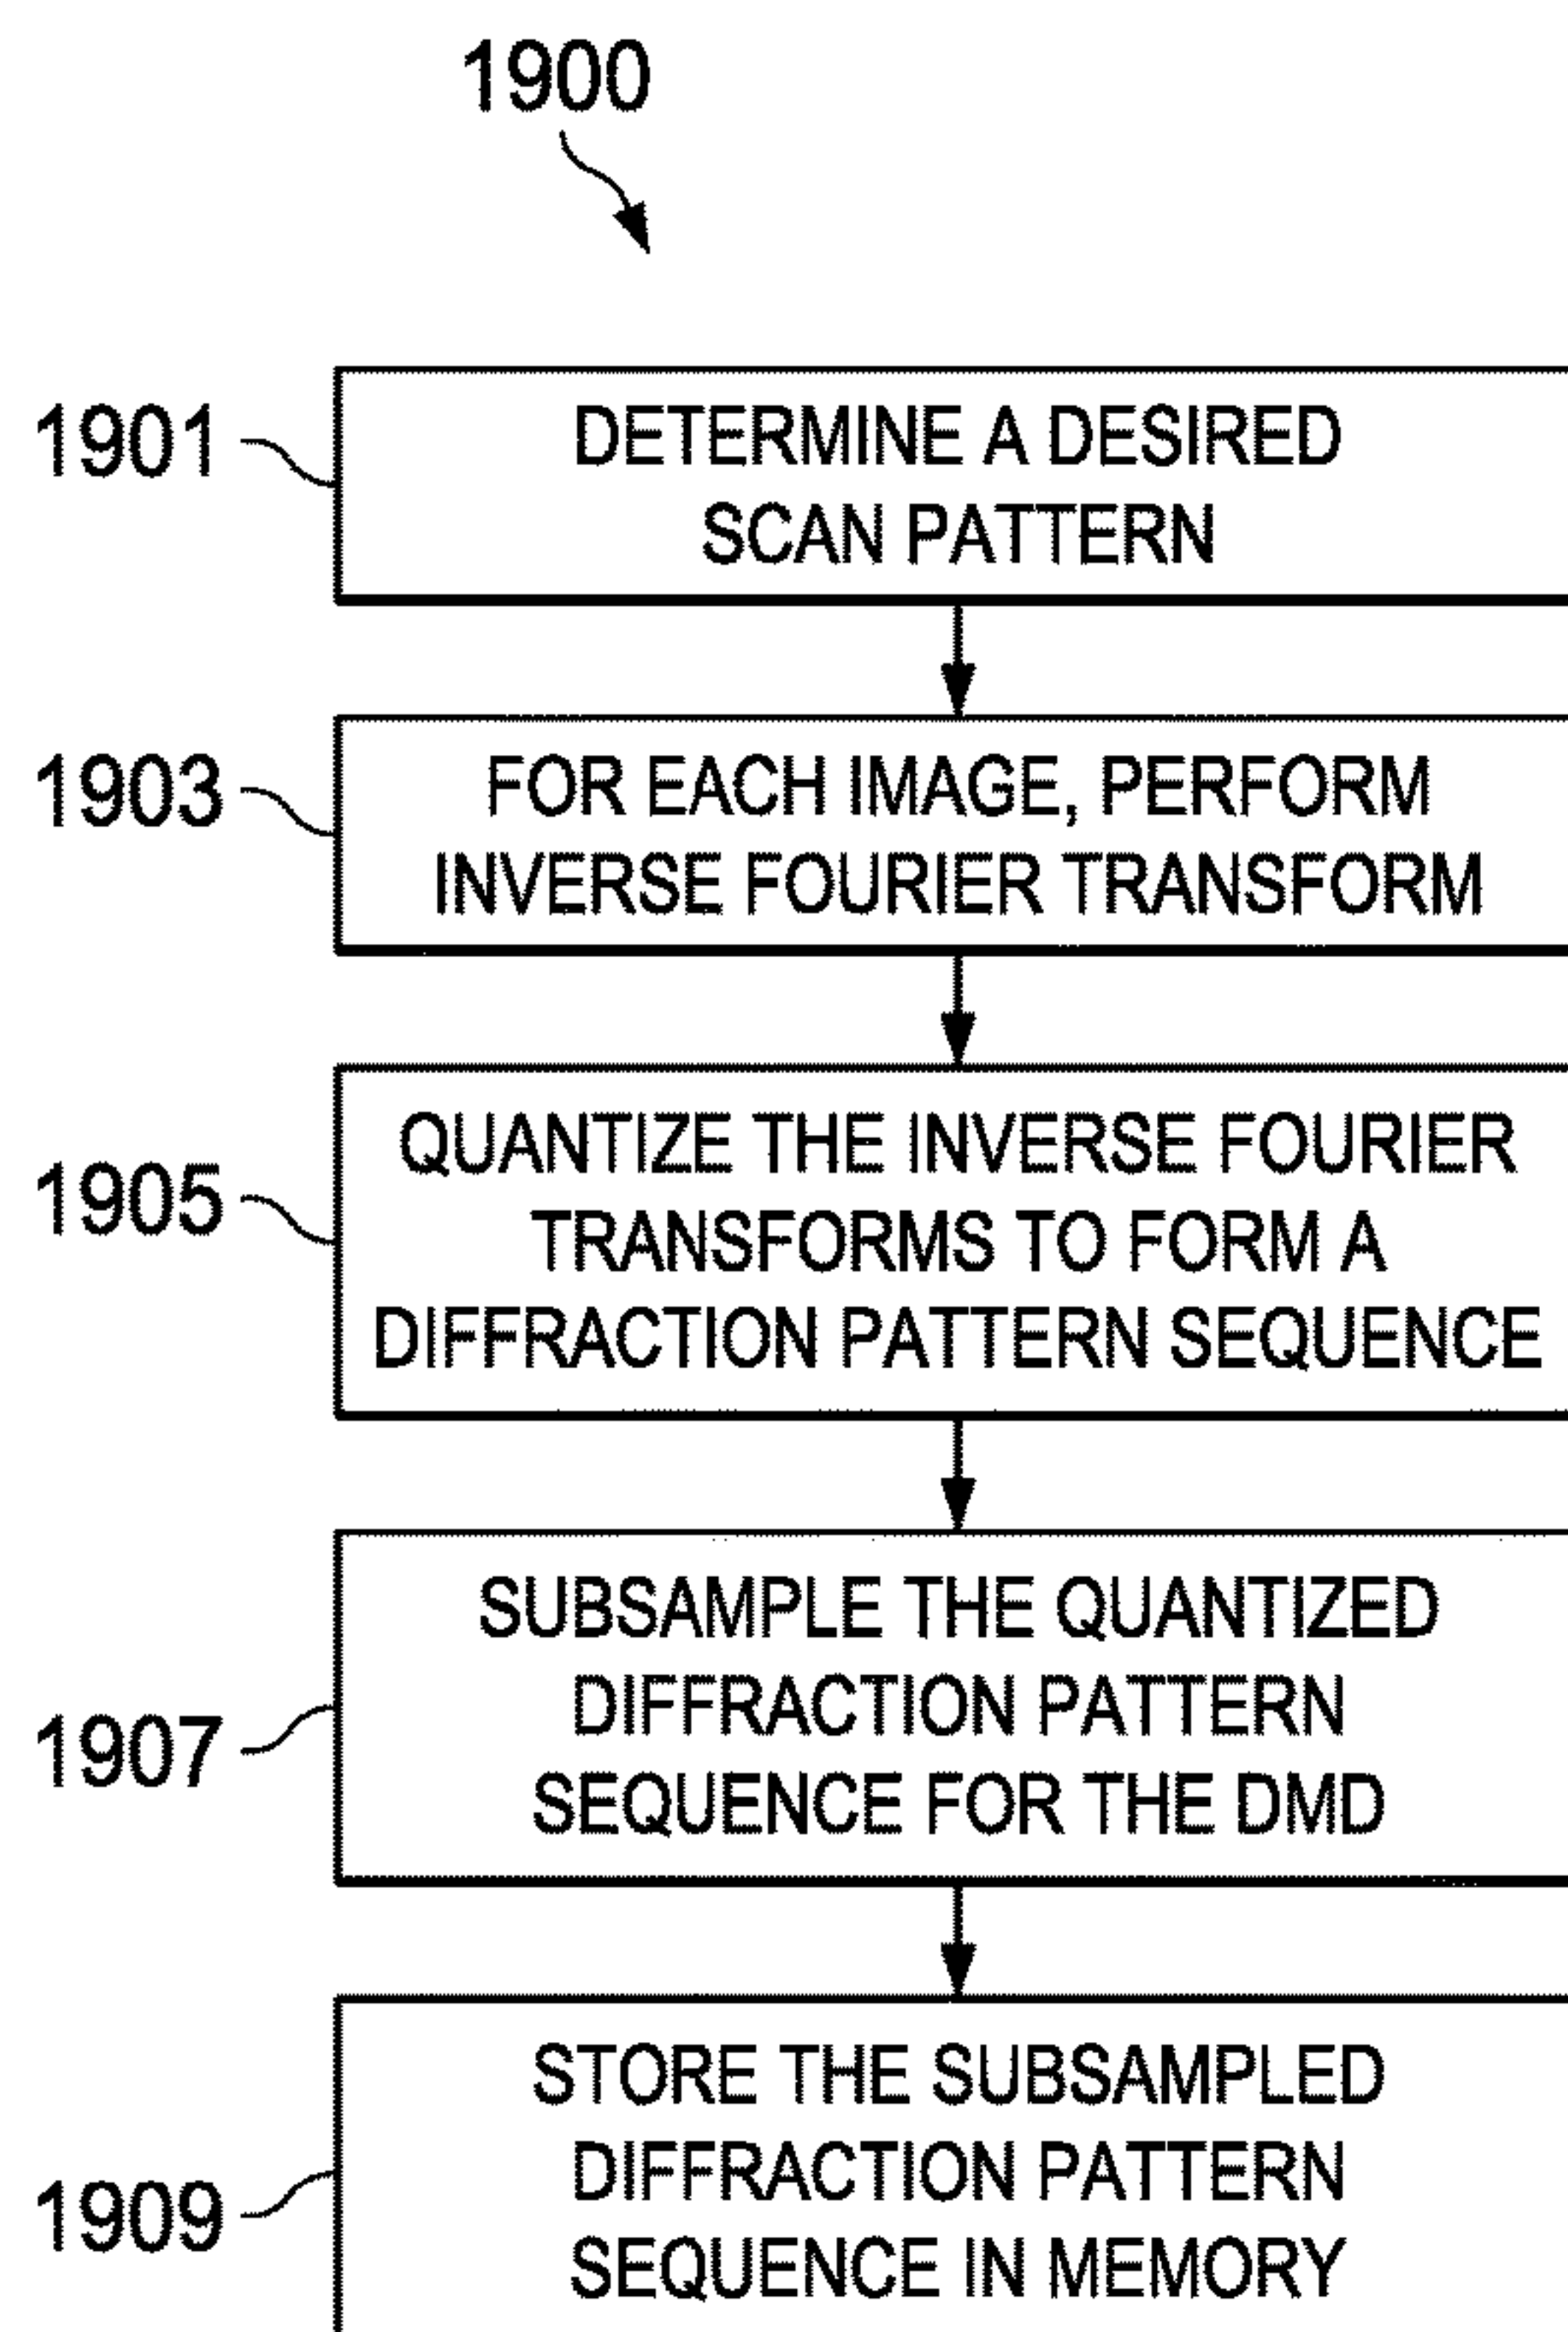 1900
1901
DETERMINE A DESIRED
SCAN PATTERN
1903
FOR EACH IMAGE, PERFORM
INVERSE FOURIER TRANSFORM
1905
QUANTIZE THE INVERSE FOURIER
TRANSFORMS TO FORM A
DIFFRACTION PATTERN SEQUENCE
1907
SUBSAMPLE THE QUANTIZED
DIFFRACTION PATTERN
SEQUENCE FOR THE DMD
1909
STORE THE SUBSAMPLED
DIFFRACTION PATTERN
SEQUENCE IN MEMORY